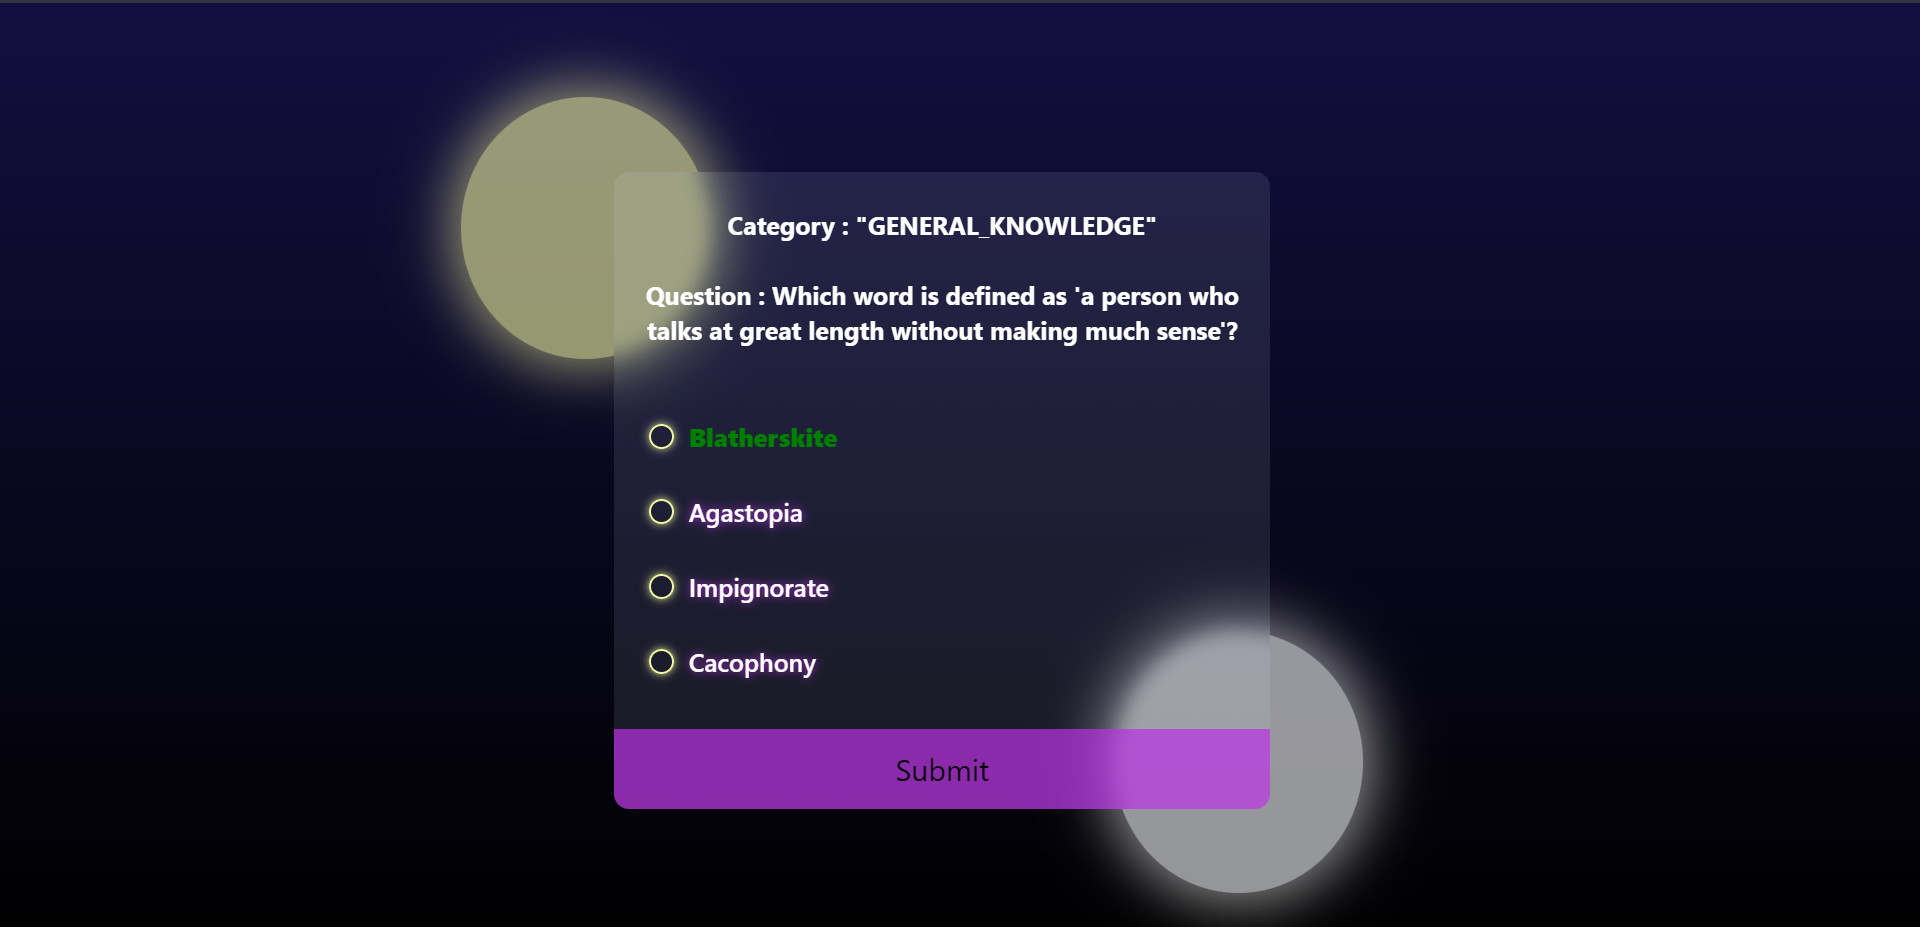 Category : "GENERAL_KNOWLEDGE"
Question : Which word is defined as 'a person who
talks at great length without making much sense'?
Blatherskite
Agastopia
Impignorate
Cacophony
Submit